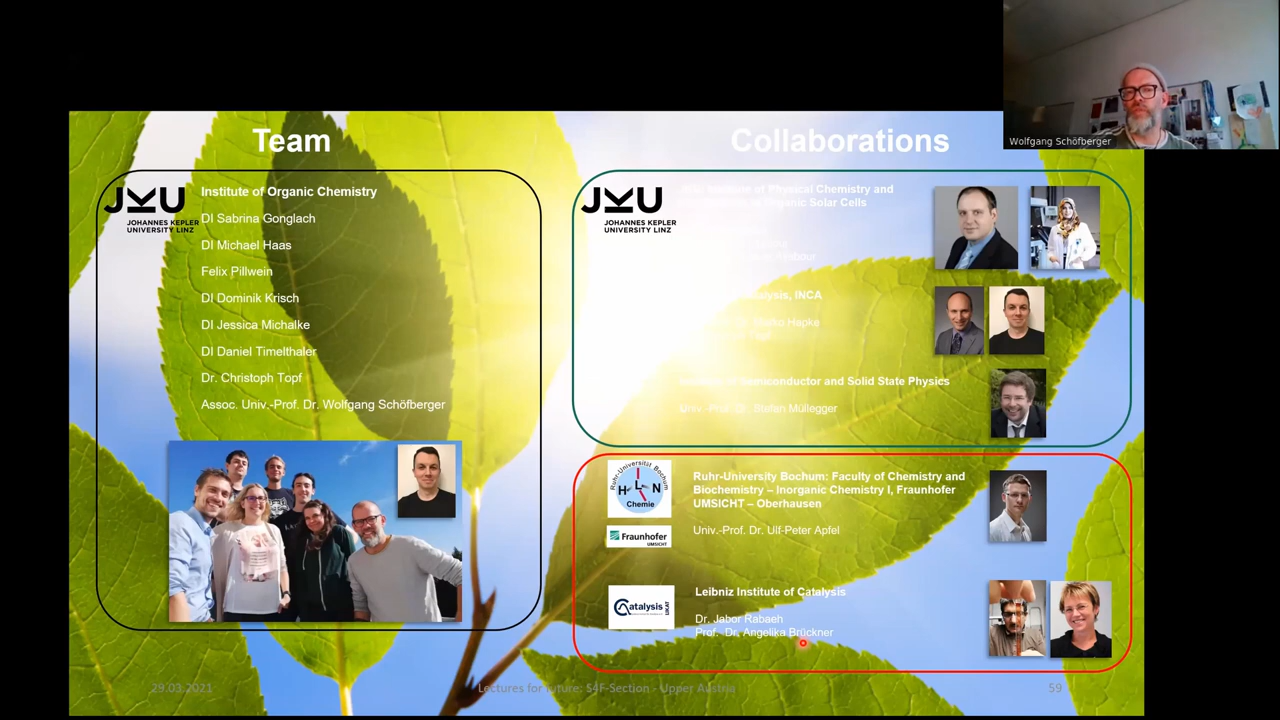 Wolfgang Schöfberger
Team
JKU
JOHANNES KEPLER
UNIVERSITY LINZ
Institute of Organic Chemistry
DI Sabrina Gonglach
DI Michael Haas
Felix Pillwein
DI Dominik Krisch
DI Jessica Michalke
DI Daniel Timelthaler
Dr. Christoph Topf
Assoc. Univ.-Prof. Dr. Wolfgang Schöfberger
Collaborations
JKU
JOHANNES KEPLER
UNIVERSITY LINZ
Institute of Physical Chemistry and
Organic Solar Cells
INCA
Hapke
Semiconductor and Solid State Physics
Univ. Stefan Müllegger
Ruhr-Universität Bochum
H L N
Chemie
Fraunhofer
UMSICHT
Ruhr-University Bochum: Faculty of Chemistry and
Biochemistry – Inorganic Chemistry I, Fraunhofer
UMSICHT – Oberhausen
Univ.-Prof. Dr. Ulf-Peter Apfel
Catalysis
LIKAT
Leibniz Institute of Catalysis
Dr. Jabor Rabaeh
Prof. Dr. Angelika Brückner
29.03.2021
Lectures for future: S4F-Section - Upper Austria
59